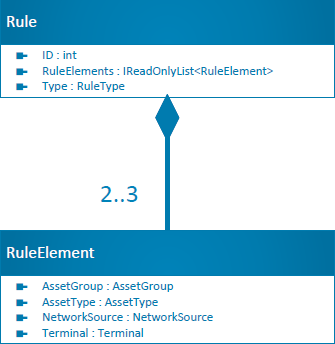 Rule
ID : int
RuleElements : IReadOnlyList<RuleElement>
Type : RuleType
2..3
RuleElement
AssetGroup : AssetGroup
AssetType : AssetType
NetworkSource : NetworkSource
Terminal : Terminal